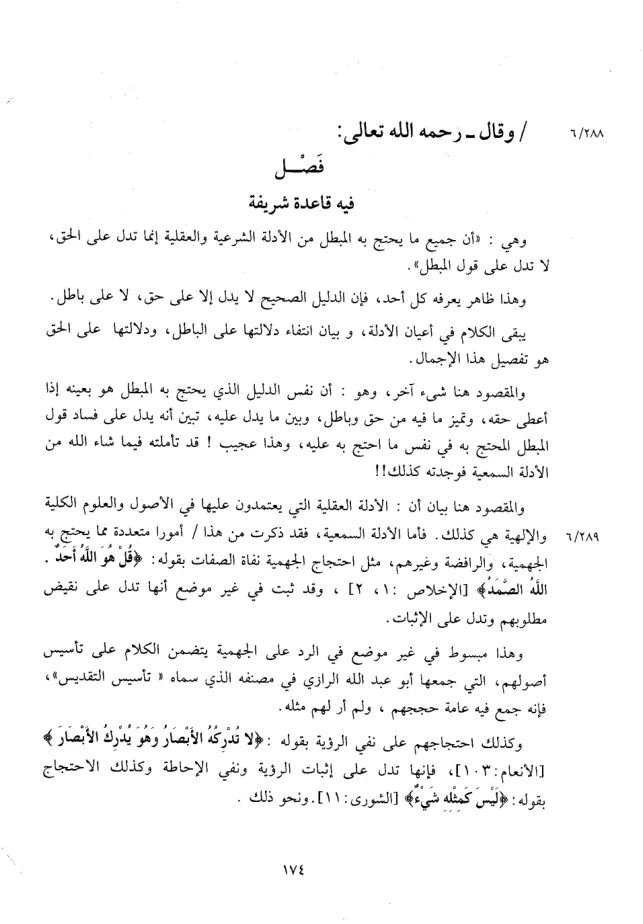 ٦/٢٨٨ / وقال ـ رحمه الله تعالى:
فَصْـل
فيه قاعدة شريفة
وهي : «أن جميع ما يحتج به المبطل من الأدلة الشرعية والعقلية إنما تدل على الحق،
لا تدل على قول المبطل».
وهذا ظاهر يعرفه كل أحد، فإن الدليل الصحيح لا يدل إلا على حق، لا على باطل.
يبقى الكلام في أعيان الأدلة، و بيان انتفاء دلالتها على الباطل، ودلالتها على الحق
هو تفصيل هذا الإجمال.
والمقصود هنا شىء آخر، وهو : أن نفس الدليل الذي يحتج به المبطل هو بعينه إذا
أعطى حقه، وتميز ما فيه من حق وباطل، وبين ما يدل عليه، تبين أنه يدل على فساد قول
المبطل المحتج به في نفس ما احتج به عليه، وهذا عجيب ! قد تأملته فيما شاء الله من
الأدلة السمعية فوجدته كذلك!!
والمقصود هنا بيان أن : الأدلة العقلية التي يعتمدون عليها في الأصول والعلوم الكلية
٦/٢٨٩ والإلهية هي كذلك. فأما الأدلة السمعية، فقد ذكرت من هذا / أمورا متعددة مما يحتج به
الجهمية، والرافضة وغيرهم، مثل احتجاج الجهمية نفاة الصفات بقوله: ﴿قُلْ هُوَ اللَّهُ أَحَدٌ .
اللَّهُ الصَّمَدُ﴾ [الإخلاص :١، ٢] ، وقد ثبت في غير موضع أنها تدل على نقيض
مطلوبهم وتدل على الإثبات.
وهذا مبسوط في غير موضع في الرد على الجهمية يتضمن الكلام على تأسيس
أصولهم، التي جمعها أبو عبد الله الرازي في مصنفه الذي سماه « تأسيس التقديس»،
فإنه جمع فيه عامة حججهم ، ولم أر لهم مثله.
وكذلك احتجاجهم على نفي الرؤية بقوله :﴿لا تُدْرِكُهُ الأَبْصَارُ وَهُوَ يُدْرِكُ الأَبْصَارَ ﴾
[الأنعام:١٠٣]، فإنها تدل على إثبات الرؤية ونفي الإحاطة وكذلك الاحتجاج
بقوله:﴿لَيْسَ كَمِثْلِهِ شَيْءٌ﴾ [الشورى:١١].ونحو ذلك .
١٧٤